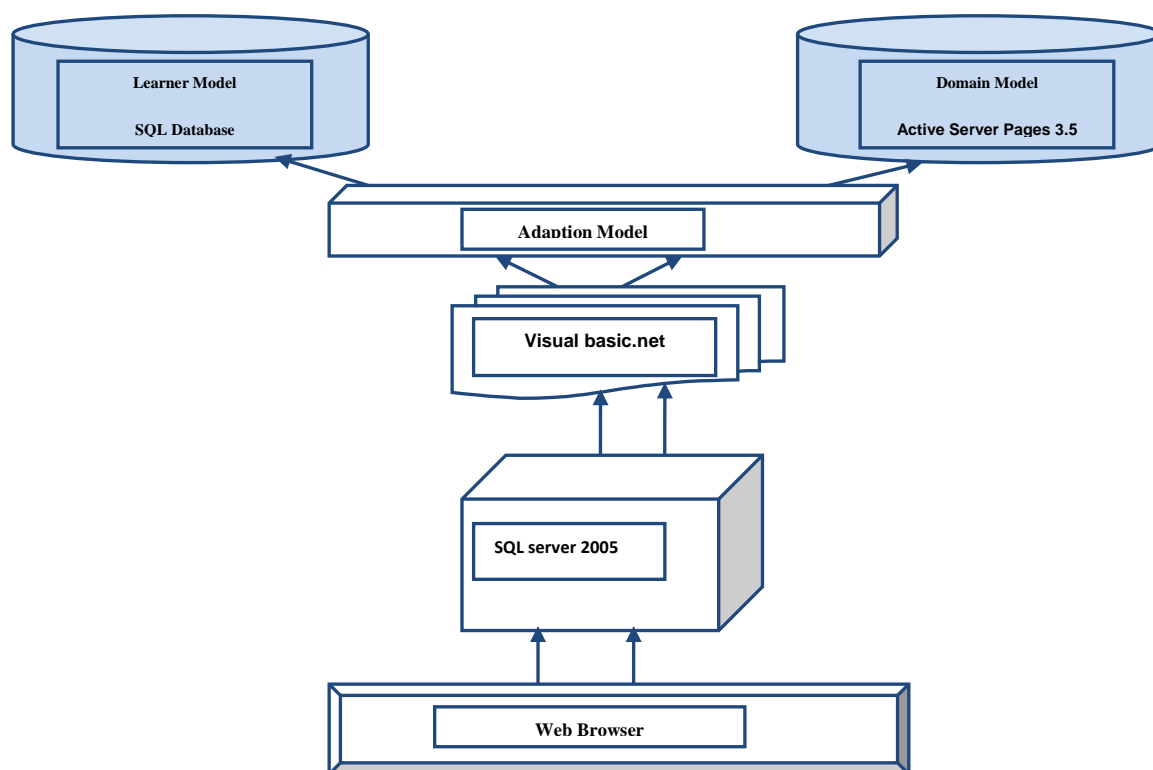 Learner Model
SQL Database
Domain Model
Active Server Pages 3.5
Adaption Model
Visual basic.net
SQL server 2005
Web Browser